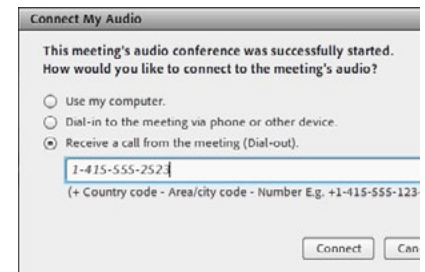 Connect My Audio
This meeting's audio conference was successfully started.
How would you like to connect to the meeting's audio?
Use my computer.
Dial-in to the meeting via phone or other device.
Receive a call from the meeting (Dial-out).
1-415-555-2523
(+ Country code - Area/city code - Number E.g. +1-415-555-123
Connect
Can